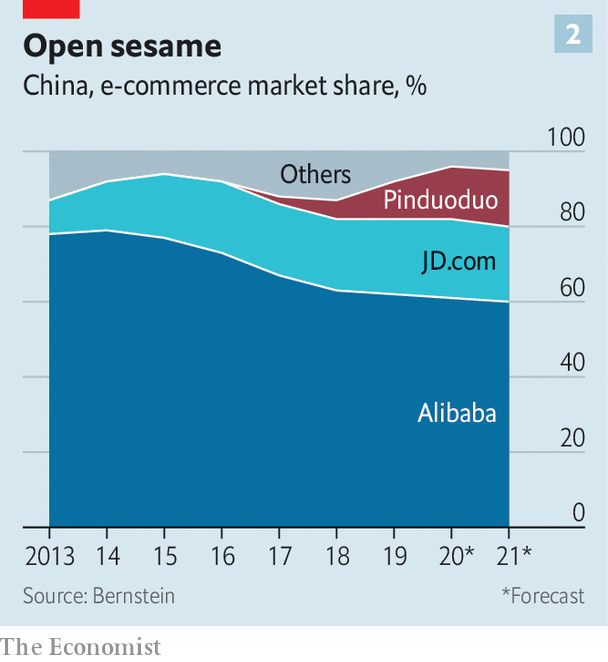 Open sesame
2
China, e-commerce market share, %
100
Others
Pinduoduo
80
JD.com
60
40
Alibaba
20
0
2013 14 15 16 17 18 19 20* 21*
Source: Bernstein
*Forecast
The Economist